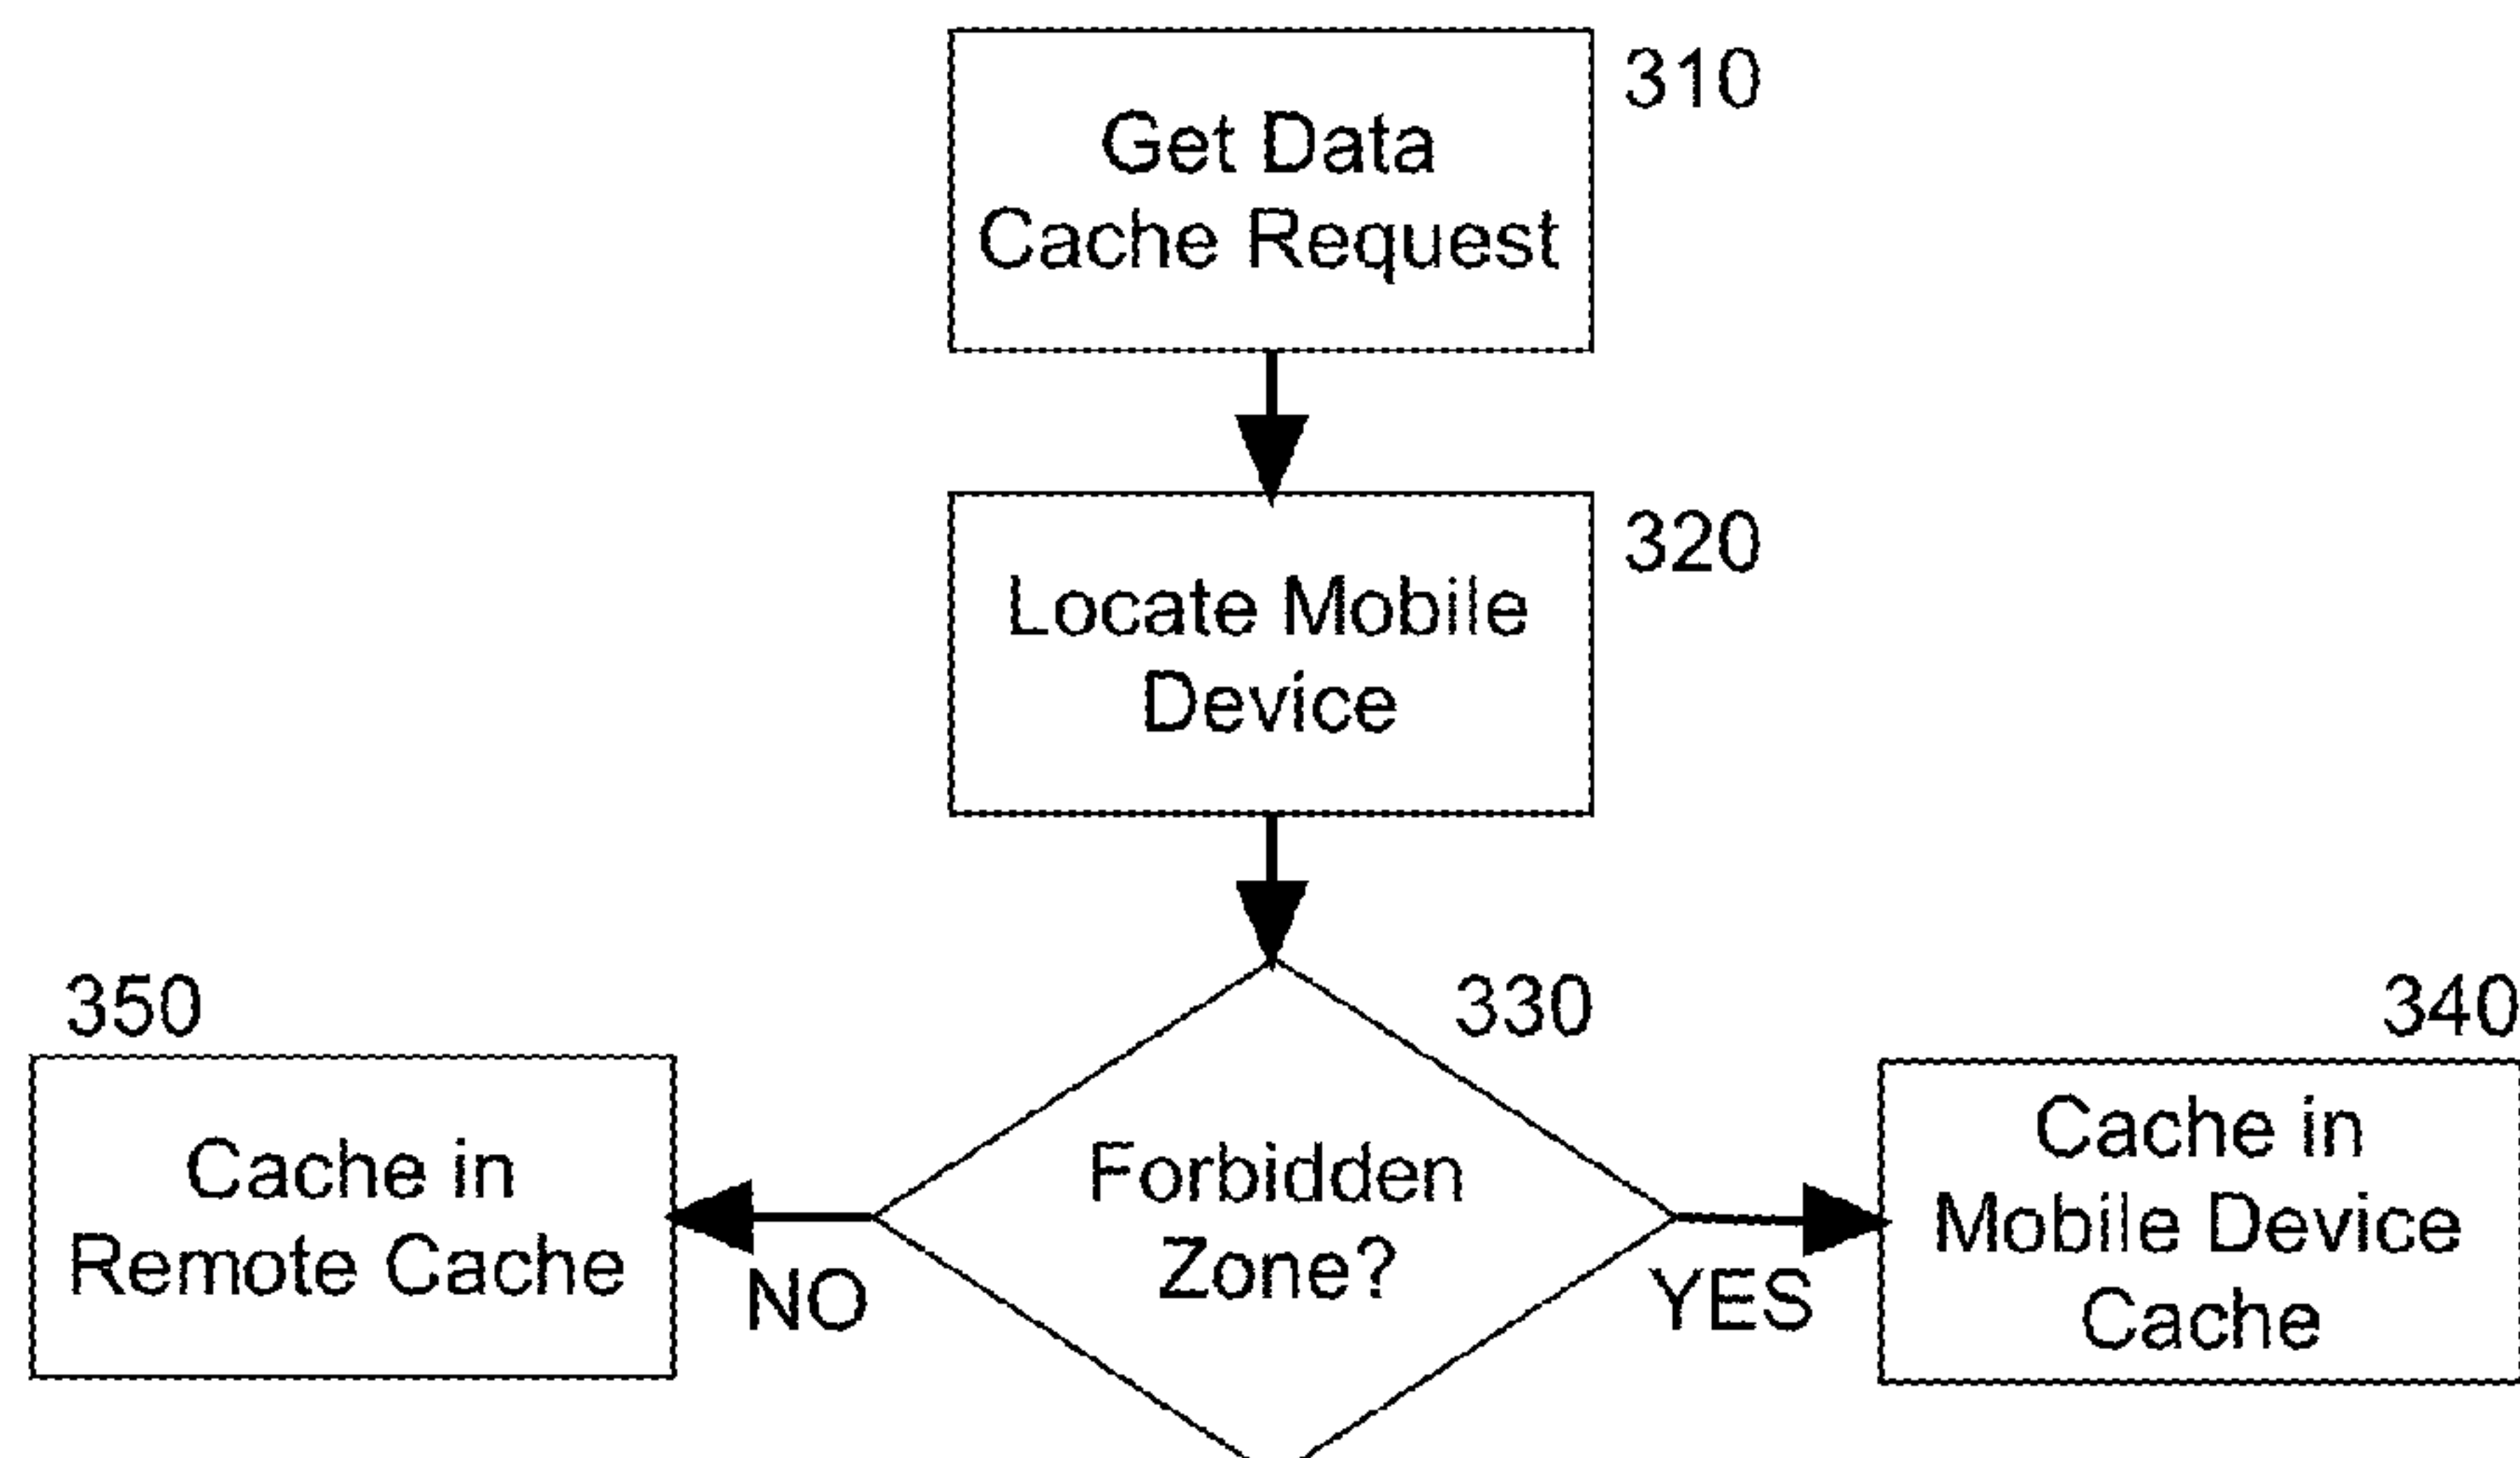 310
Get Data
Cache Request
320
Locate Mobile
Device
350
330
340
Cache in
Remote Cache
NO
Forbidden
Zone?
YES
Cache in
Mobile Device
Cache